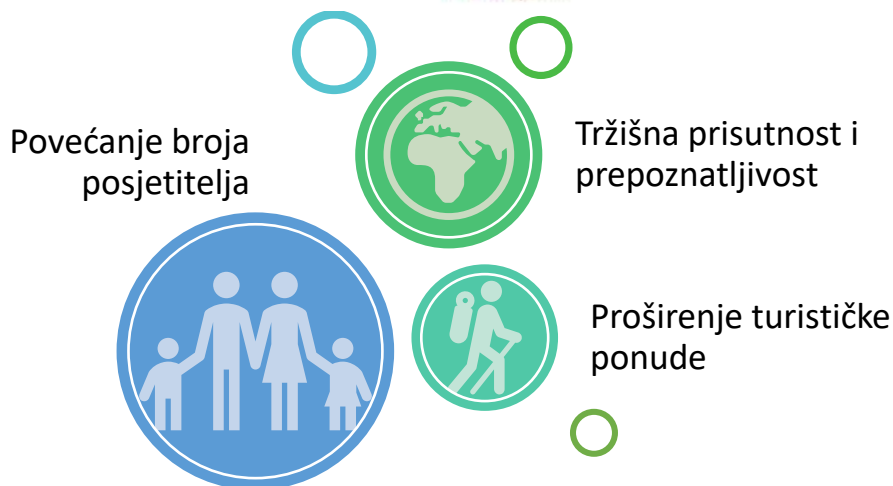 Povećanje broja
posjetitelja
Tržišna prisutnost i
prepoznatljivost
Proširenje turističke
ponude